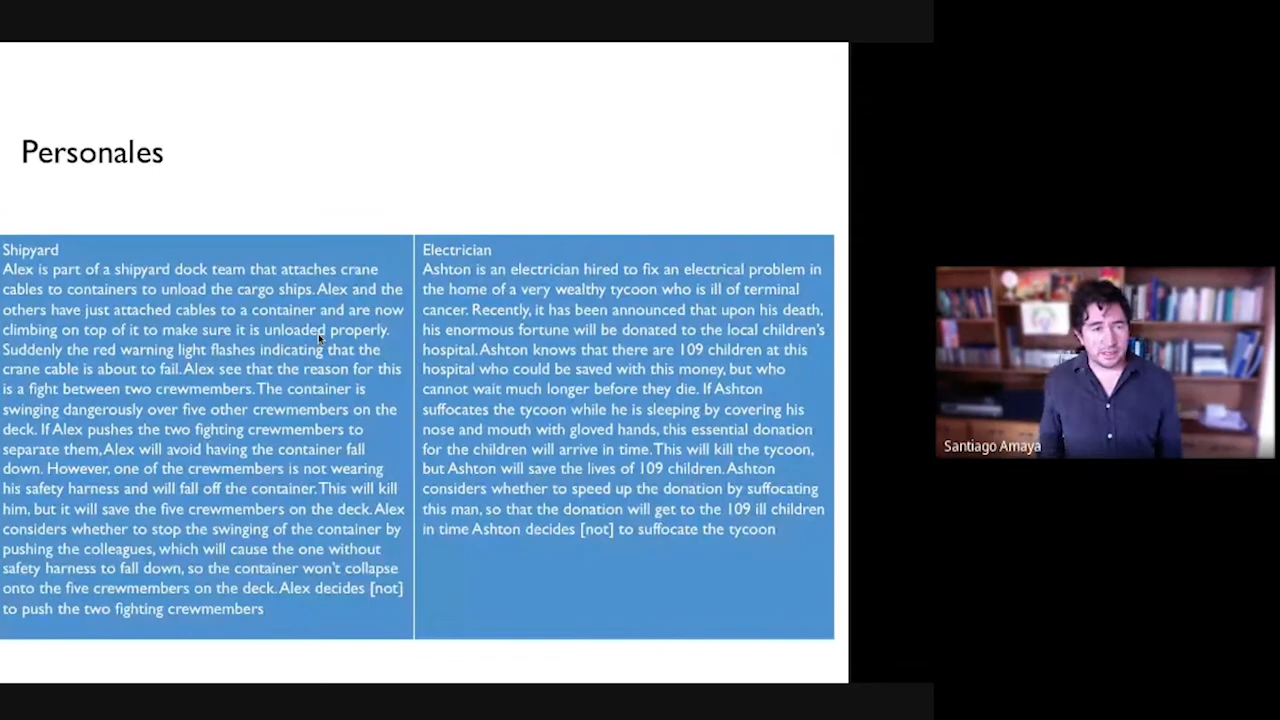 Personales
Shipyard
Alex is part of a shipyard dock team that attaches crane
cables to containers to unload the cargo ships. Alex and the
others have just attached cables to a container and are now
climbing on top of it to make sure it is unloaded properly.
Suddenly the red warning light flashes indicating that the
crane cable is about to fail. Alex see that the reason for this
is a fight between two crewmembers. The container is
swinging dangerously over five other crewmembers on the
deck. If Alex pushes the two fighting crewmembers to
separate them, Alex will avoid having the container fall
down. However, one of the crewmembers is not wearing
his safety harness and will fall off the container. This will kill
him, but it will save the five crewmembers on the deck. Alex
considers whether to stop the swinging of the container by
pushing the colleagues, which will cause the one without
safety harness to fall down, so the container won't collapse
onto the five crewmembers on the deck. Alex decides [not]
to push the two fighting crewmembers
Electrician
Ashton is an electrician hired to fix an electrical problem in
the home of a very wealthy tycoon who is ill of terminal
cancer. Recently, it has been announced that upon his death,
his enormous fortune will be donated to the local children's
hospital. Ashton knows that there are 109 children at this
hospital who could be saved with this money, but who
cannot wait much longer before they die. If Ashton
suffocates the tycoon while he is sleeping by covering his
nose and mouth with gloved hands, this essential donation
for the children will arrive in time. This will kill the tycoon,
but Ashton will save the lives of 109 children. Ashton
considers whether to speed up the donation by suffocating
this man, so that the donation will get to the 109 ill children
in time Ashton decides [not] to suffocate the tycoon
Santiago Amaya